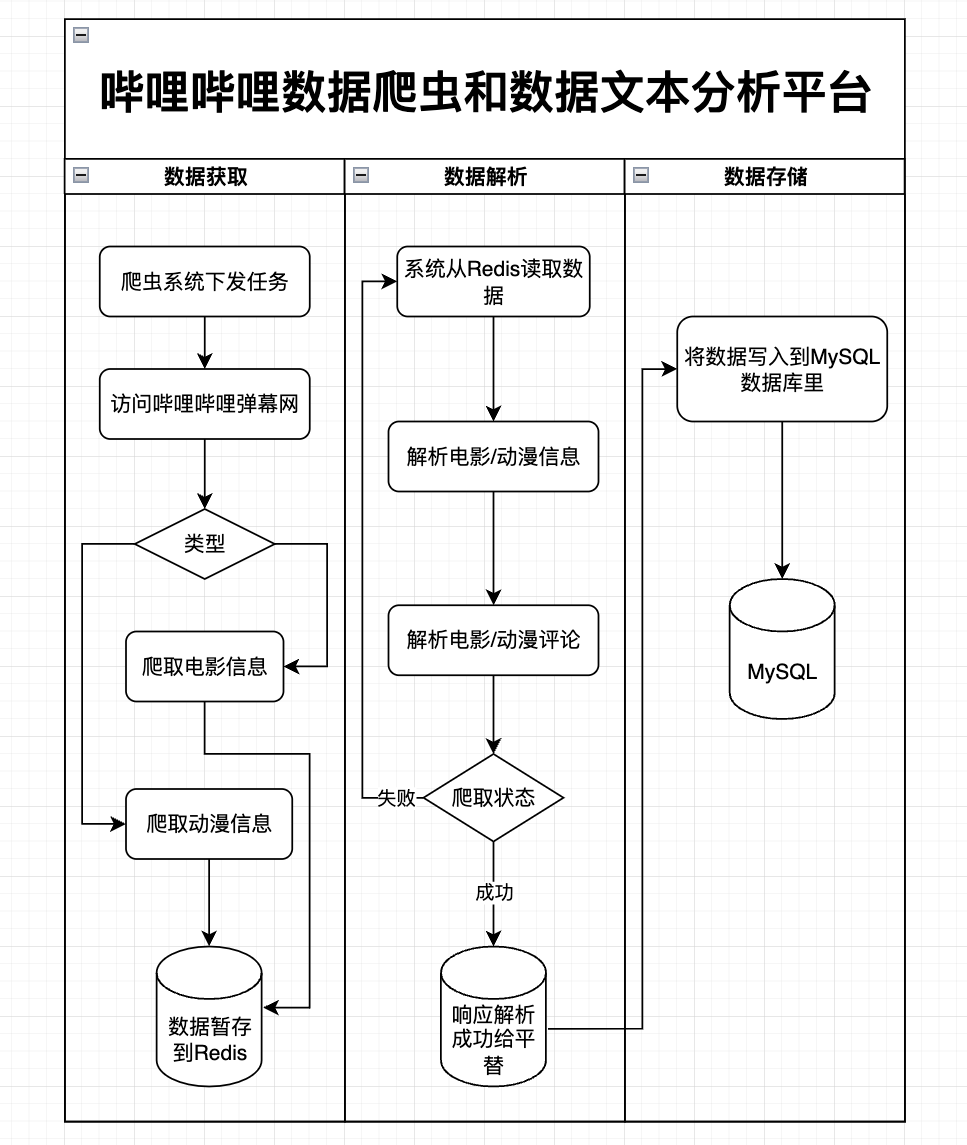 哔哩哔哩数据爬虫和数据文本分析平台
数据获取
数据解析
数据存储
爬虫系统下发任务
访问哔哩哔哩弹幕网
类型
爬取电影信息
爬取动漫信息
数据暂存
到Redis
系统从Redis读取数
据
解析电影/动漫信息
解析电影/动漫评论
爬取状态
失败
成功
响应解析
成功给平
替
将数据写入到MySQL
数据库里
MySQL